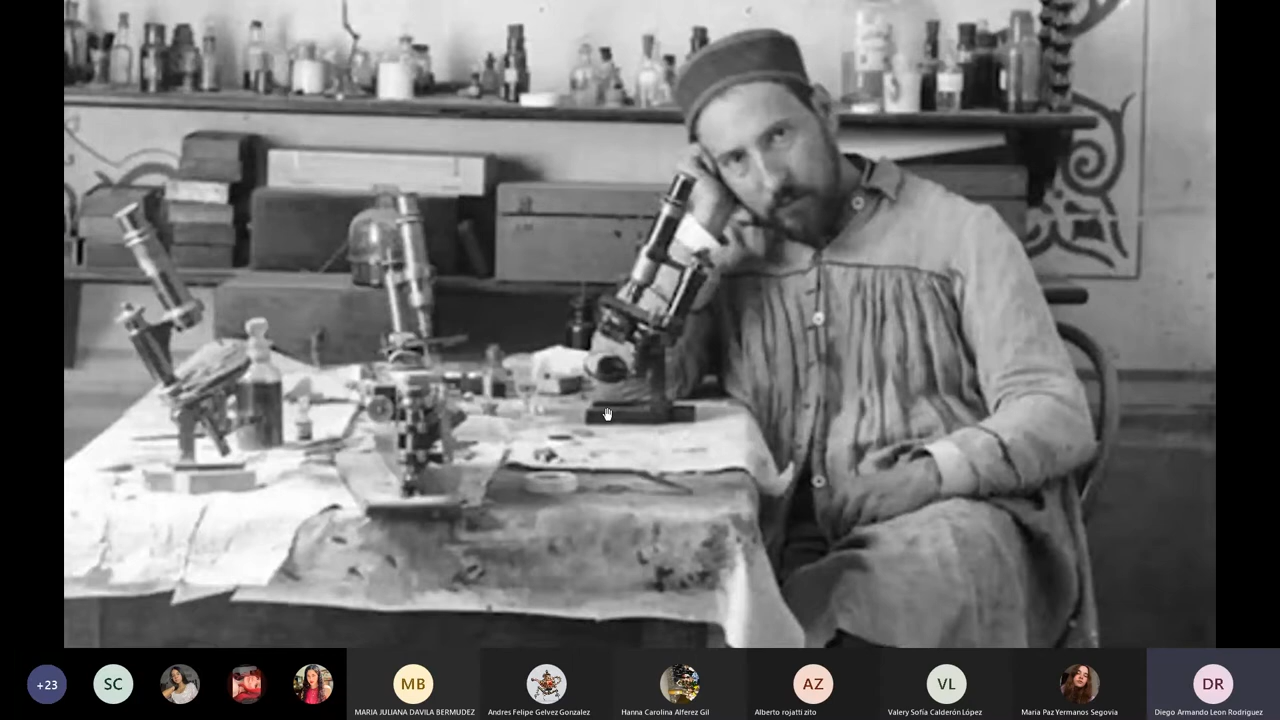 +23
SC
MB
AZ
VL
DR
MARIA JULIANA DAVILA BERMUDEZ
Andres Felipe Gelvez Gonzalez
Hanna Carolina Alferez Gil
Alberto rojatti zito
Valery Sofía Calderón López
Maria Paz Yermanos Segovia
Diego Armando Leon Rodriguez